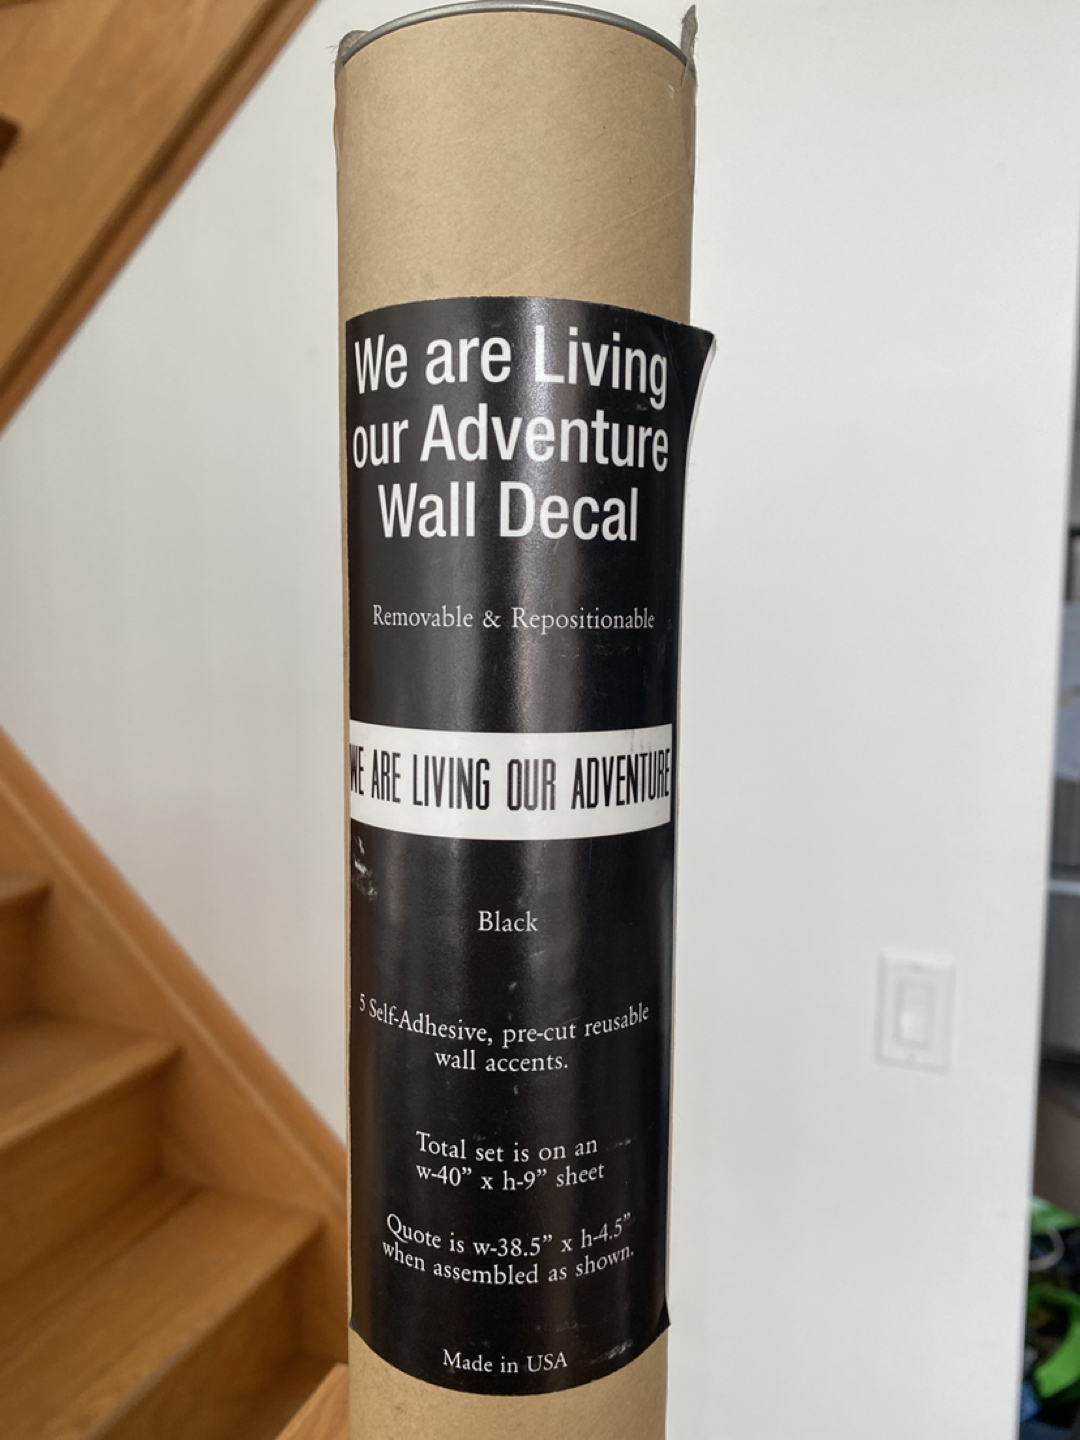 We are Living
our Adventure
Wall Decal
Removable & Repositionable
WE ARE LIVING OUR ADVENTURE
Black
5 Self-Adhesive, pre-cut reusable
wall accents.
Total set is on an
w-40” x h-9” sheet
Quote is w-38.5” x h-4.5”
when assembled as shown.
Made in USA